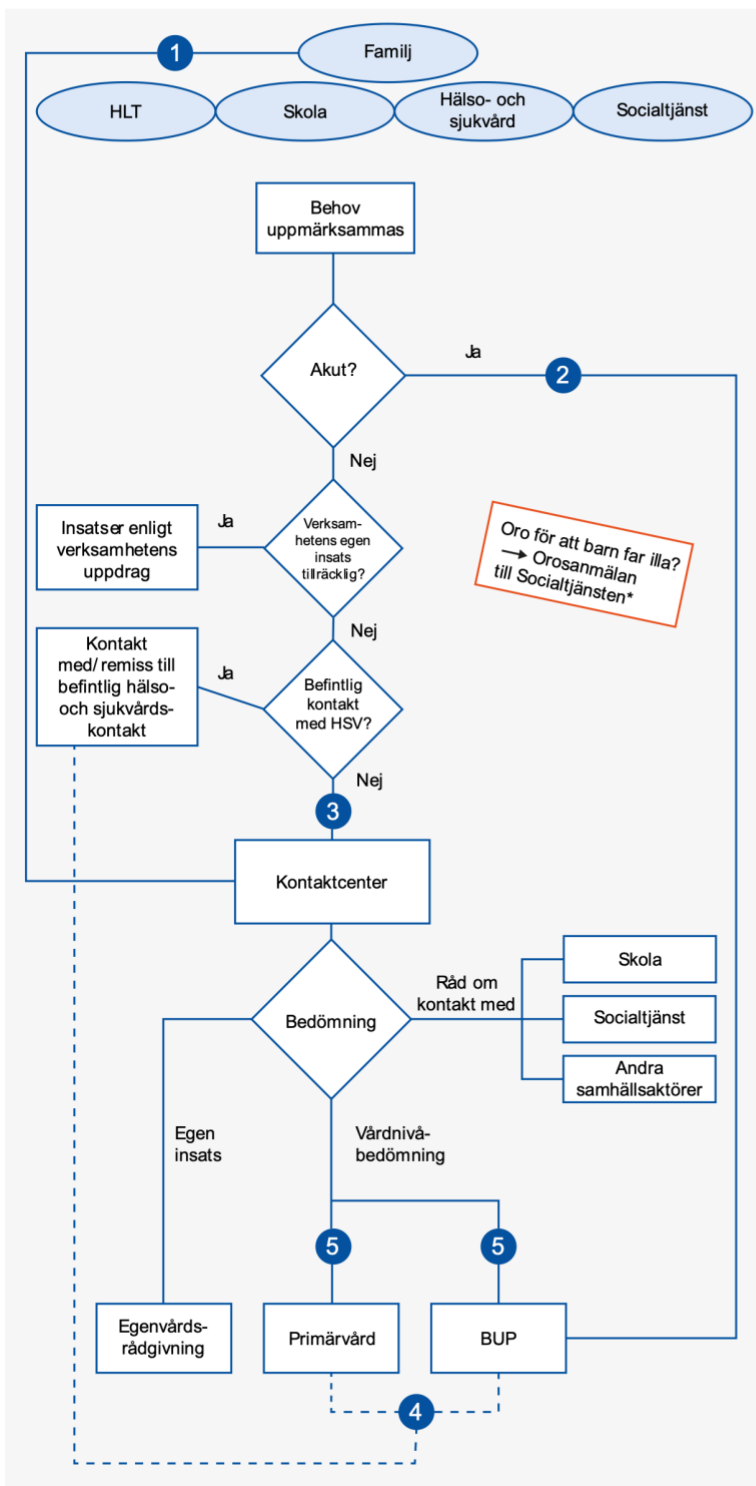 1
Familj
HLT
Skola
Hälso- och
sjukvård
Socialtjänst
Behov
uppmärksammas
Akut?
Ja
2
Nej
Insatser enligt
verksamhetens
uppdrag
Ja
Verksam-
hetens egen
insats
tillräcklig?
Oro för att barn far illa?
→ Orosanmälan
till Socialtjänsten*
Nej
Kontakt
med/ remiss till
befintlig hälso-
och sjukvårds-
kontakt
Ja
Befintlig
kontakt
med HSV?
Nej
3
Kontaktcenter
Bedömning
Råd om
kontakt med
Skola
Socialtjänst
Andra
samhällsaktörer
Egen
insats
Vårdnivå-
bedömning
5
5
Egenvårds-
rådgivning
Primärvård
BUP
4